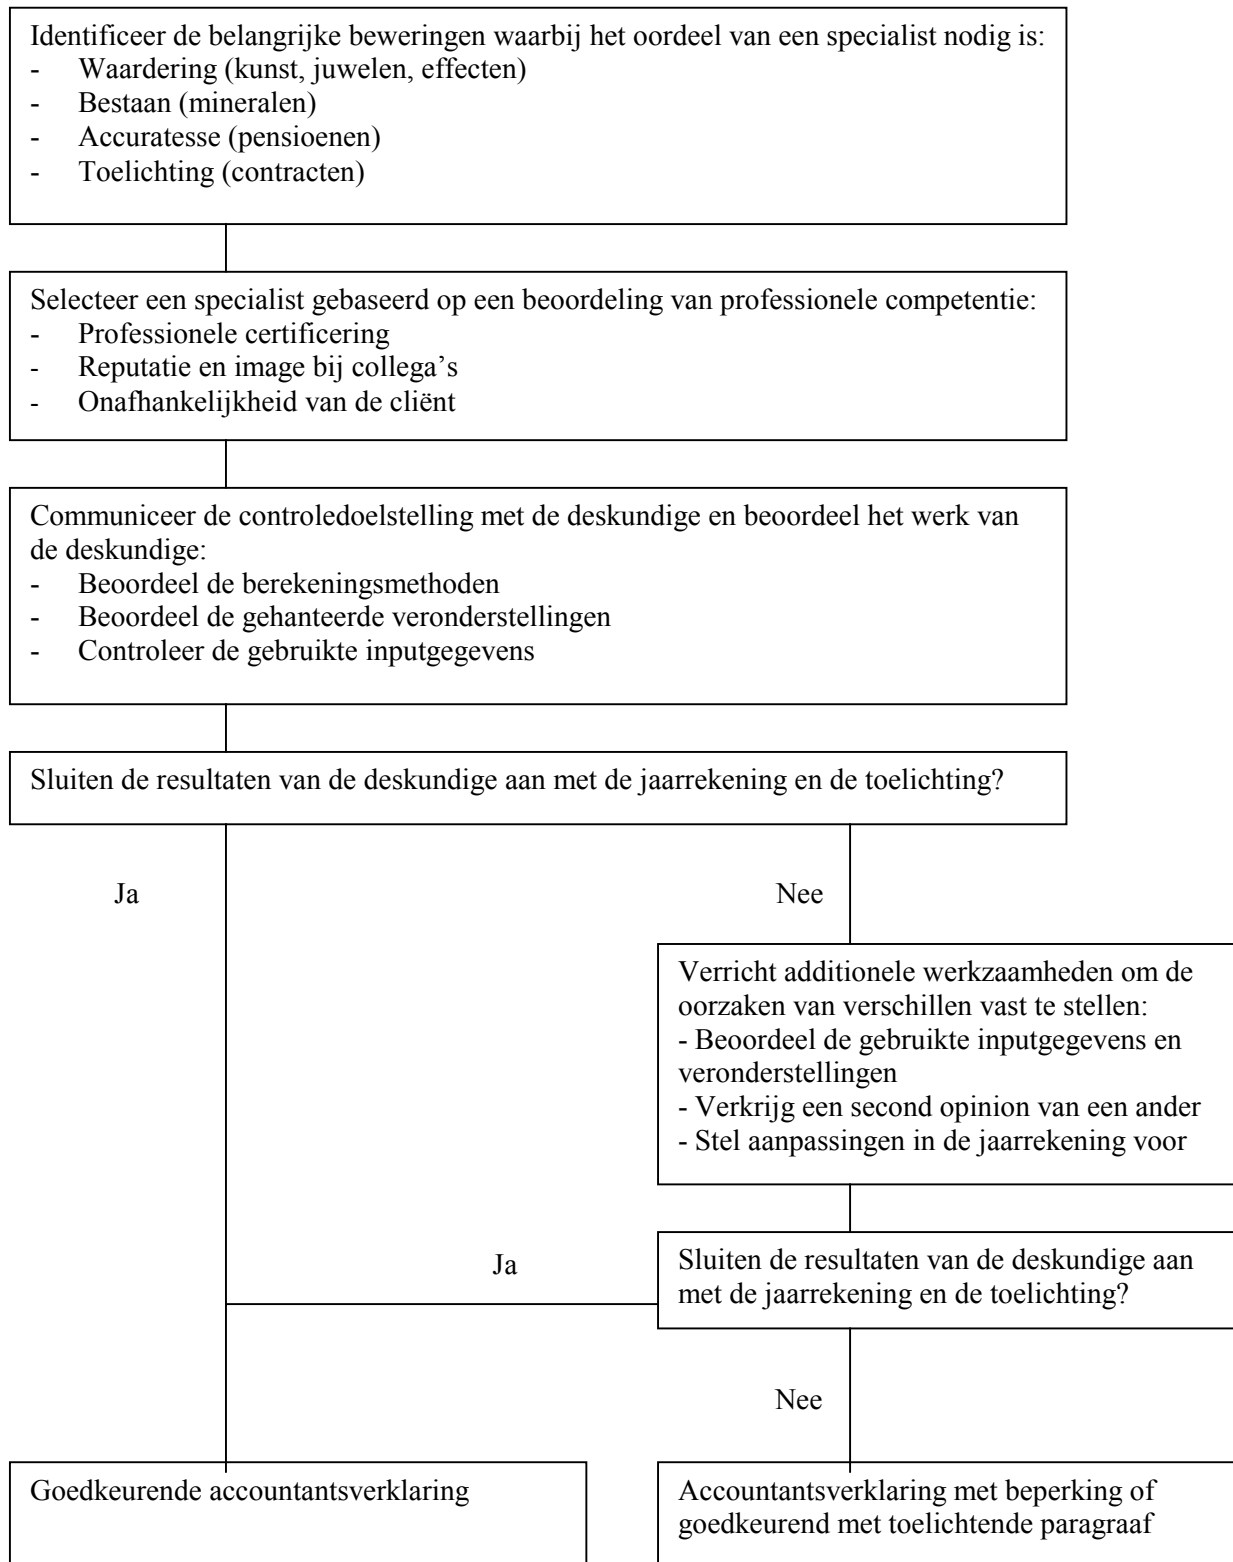 Identificeer de belangrijke beweringen waarbij het oordeel van een specialist nodig is:
- Waardering (kunst, juwelen, effecten)
- Bestaan (mineralen)
- Accuratesse (pensioenen)
- Toelichting (contracten)
Selecteer een specialist gebaseerd op een beoordeling van professionele competentie:
- Professionele certificering
- Reputatie en image bij collega's
- Onafhankelijkheid van de cliënt
Communiceer de controledoelstelling met de deskundige en beoordeel het werk van
de deskundige:
- Beoordeel de berekeningsmethoden
- Beoordeel de gehanteerde veronderstellingen
- Controleer de gebruikte inputgegevens
Sluiten de resultaten van de deskundige aan met de jaarrekening en de toelichting?
Ja
Nee
Verricht additionele werkzaamheden om de
oorzaken van verschillen vast te stellen:
- Beoordeel de gebruikte inputgegevens en
veronderstellingen
- Verkrijg een second opinion van een ander
- Stel aanpassingen in de jaarrekening voor
Ja
Sluiten de resultaten van de deskundige aan
met de jaarrekening en de toelichting?
Nee
Goedkeurende accountantsverklaring
Accountantsverklaring met beperking of
goedkeurend met toelichtende paragraaf